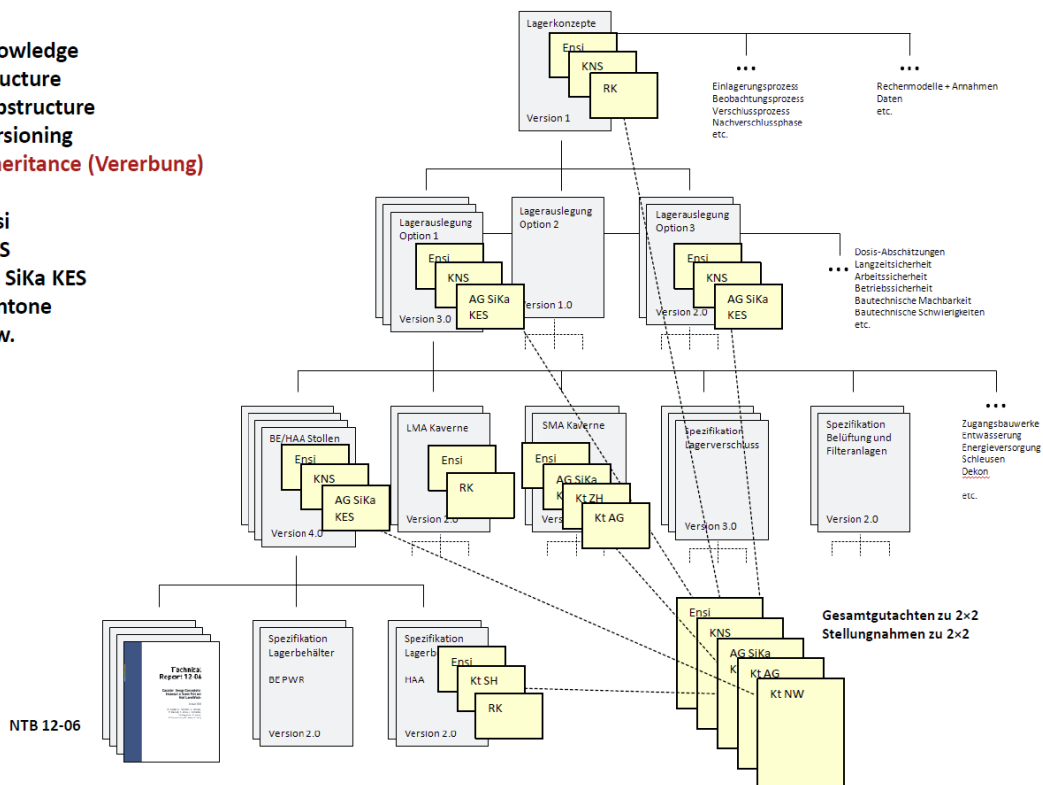 owledge
ucture
bstructure
rsioning
eritance (Vererbung)
si
S
SiKa KES
ntone
w.
Lagerkonzepte
Ensi
KNS
RK
Version 1
...
Einlagerungsprozess
Beobachtungsprozess
Verschlussprozess
Nachverschlussphase
etc.
...
Rechenmodelle + Annahmen
Daten
etc.
Lagerauslegung
Option 1
Ensi
KNS
AG SiKa
KES
Version 3.0
Lagerauslegung
Option 2
Version 1.0
Lagerauslegung
Option 3
Ensi
KNS
AG SiKa
KES
Version 2.0
...
Dosis-Abschätzungen
Langzeitsicherheit
Arbeitssicherheit
Betriebssicherheit
Bautechnische Machbarkeit
Bautechnische Schwierigkeiten
etc.
BE/HAA Stollen
Ensi
KNS
AG SiKa
KES
Version 4.0
LMA Kaverne
Ensi
RK
Version 2.0
SMA Kaverne
Ensi
AG SiKa
K
Kt ZH
Kt AG
Vers
Spezifikation
Lagerverschluss
Version 3.0
Spezifikation
Belüftung und
Filteranlagen
Version 2.0
...
Zugangsbauwerke
Entwässerung
Energieversorgung
Schleusen
Dekon
etc.
NTB 12-06
Technical
Report 12-06
Spezifikation
Lagerbehälter
BE PWR
Version 2.0
Spezifikation
Lagerb
HAA
Ensi
Kt SH
RK
Version 2.0
Ensi
KNS
AG SiKa
K
Kt AG
Kt NW
Gesamtgutachten zu 2×2
Stellungnahmen zu 2×2